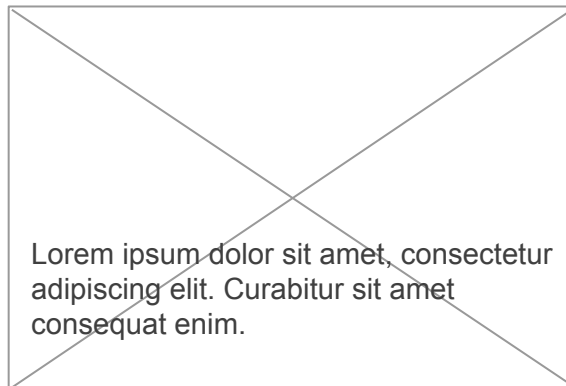 Lorem ipsum dolor sit amet, consectetur
adipiscing elit. Curabitur sit amet
consequat enim.